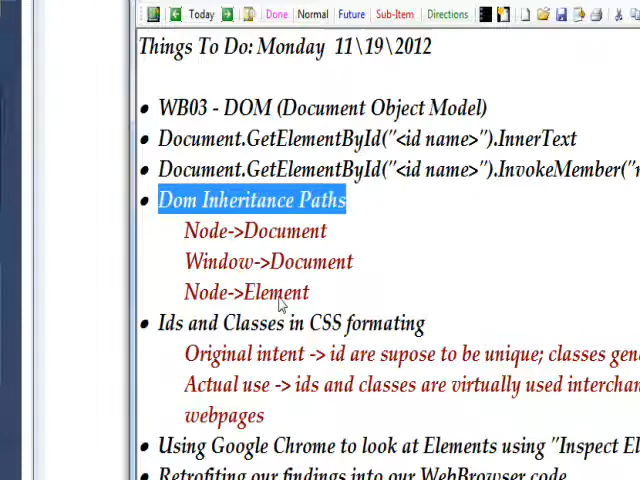 Today Done Normal Future Sub-Item Directions
Things To Do: Monday 11\19\2012
• WB03 - DOM (Document Object Model)
• Document.GetElementById("<id name>").InnerText
• Document.GetElementById("<id name>").InvokeMember("
• Dom Inheritance Paths
Node->Document
Window->Document
Node->Element
• Ids and Classes in CSS formating
Original intent -> id are supose to be unique; classes gen
Actual use -> ids and classes are virtually used interchan
webpages
• Using Google Chrome to look at Elements using "Inspect El
• Retrofiting our findings into our WebBrowser code